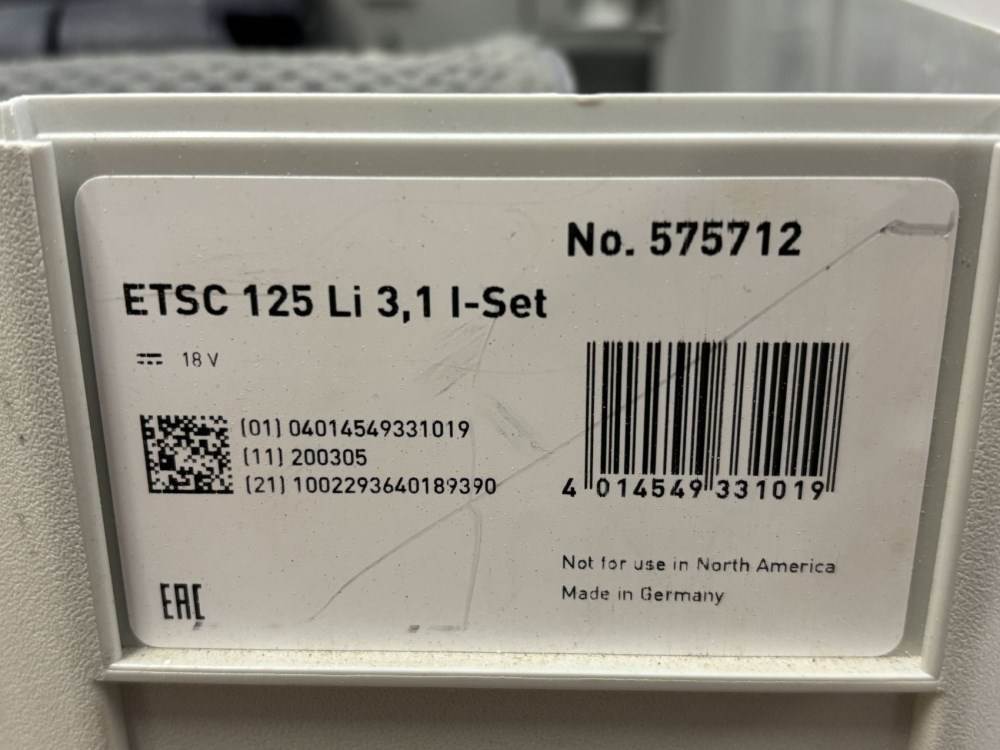 No. 575712
ETSC 125 Li 3,1 I-Set
18 V
(01) 04014549331019
(11) 200305
(21) 1002293640189390
4 014549 331019
Not for use in North America
Made in Germany
EAC